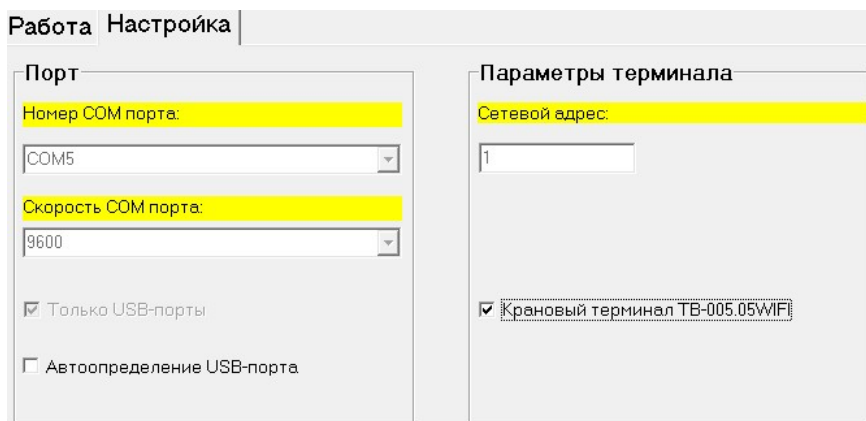 Работа Настройка
Порт
Номер COM порта:
COM5
Скорость COM порта:
9600
Только USB-порты
Автоопределение USB-порта
Параметры терминала
Сетевой адрес:
1
Крановый терминал ТВ-005.05WIFI